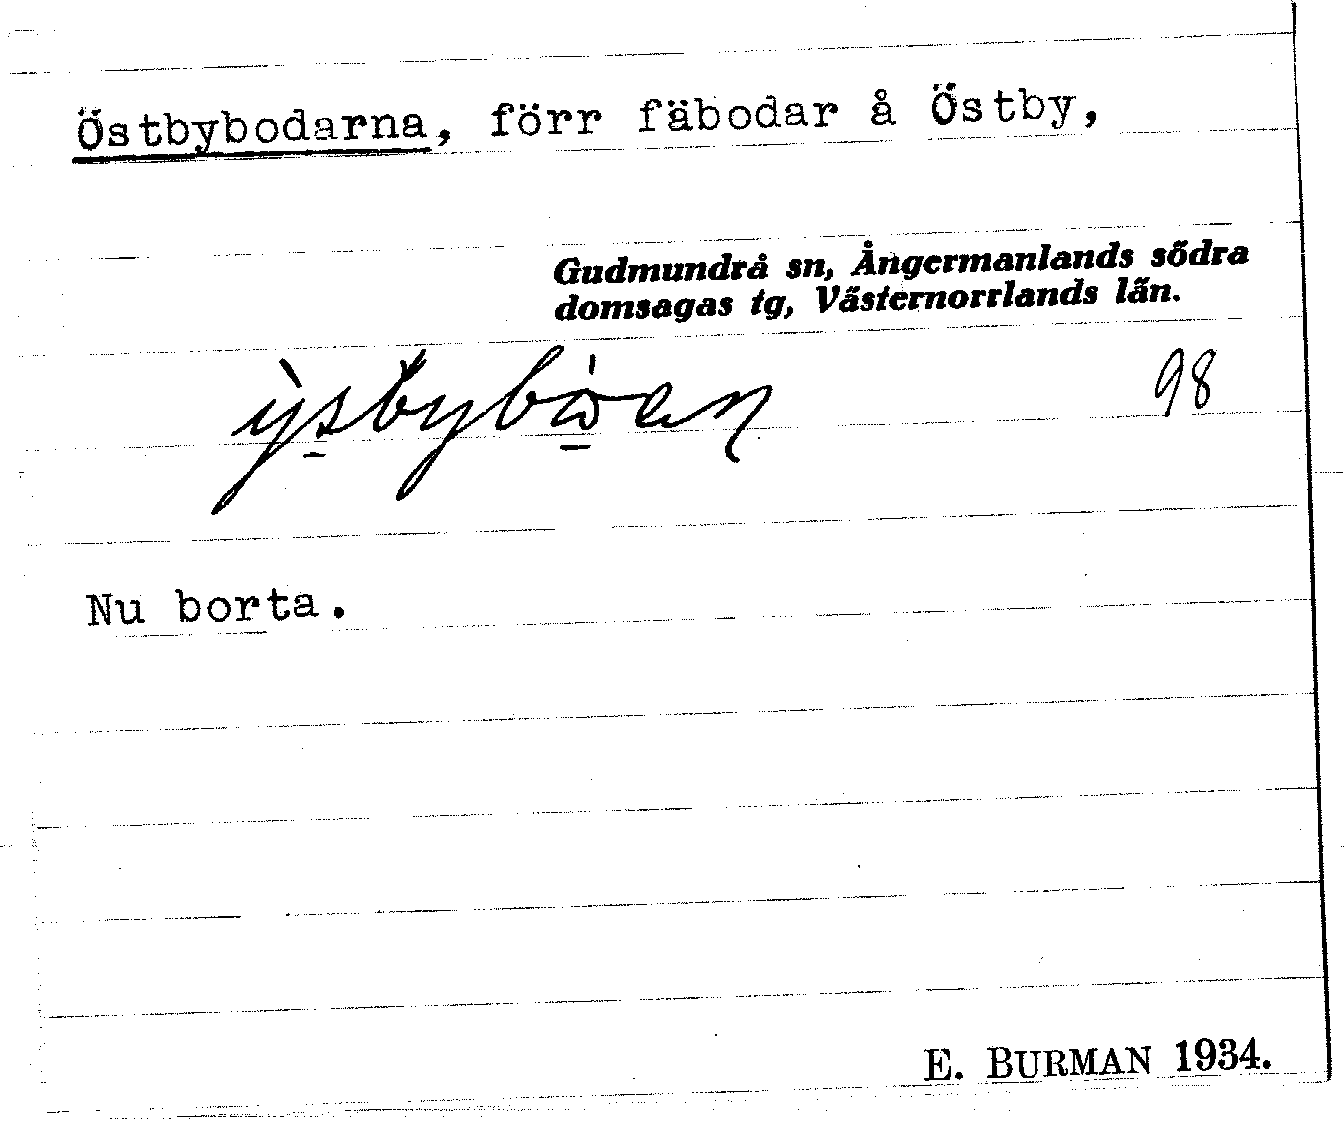 Östbybodarna, förr fäbodar å Östby,
Gudmundrå sn, Ångermanlands södra
domsagas tg, Västernorrlands län.
98
Nu borta.
E. BURMAN 1934.